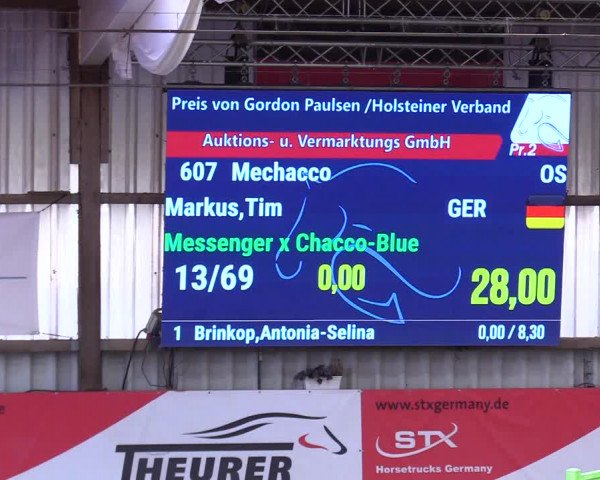 Preis von Gordon Paulsen /Holsteiner Verband
Auktions- u. Vermarktungs GmbH
Pr.2
607 Mechacco OS
Markus,Tim GER
Messenger x Chacco-Blue
13/69 0,00 28,00
1 Brinkop,Antonia-Selina 0,00 / 8,30
www.stxgermany.de
STX
Horsetrucks Germany
THEURER